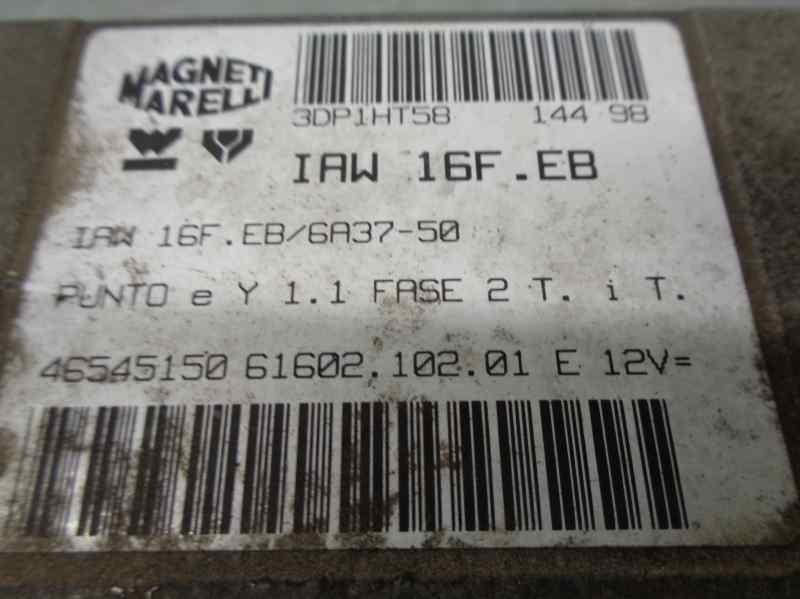 MAGNETI
MARELLI
3DP1HT58 144 98
IAW 16F.EB
IAW 16F.EB/6A37-50
PUNTO e Y 1.1 FASE 2 T. i T.
46545150 61602.102.01 E 12V=